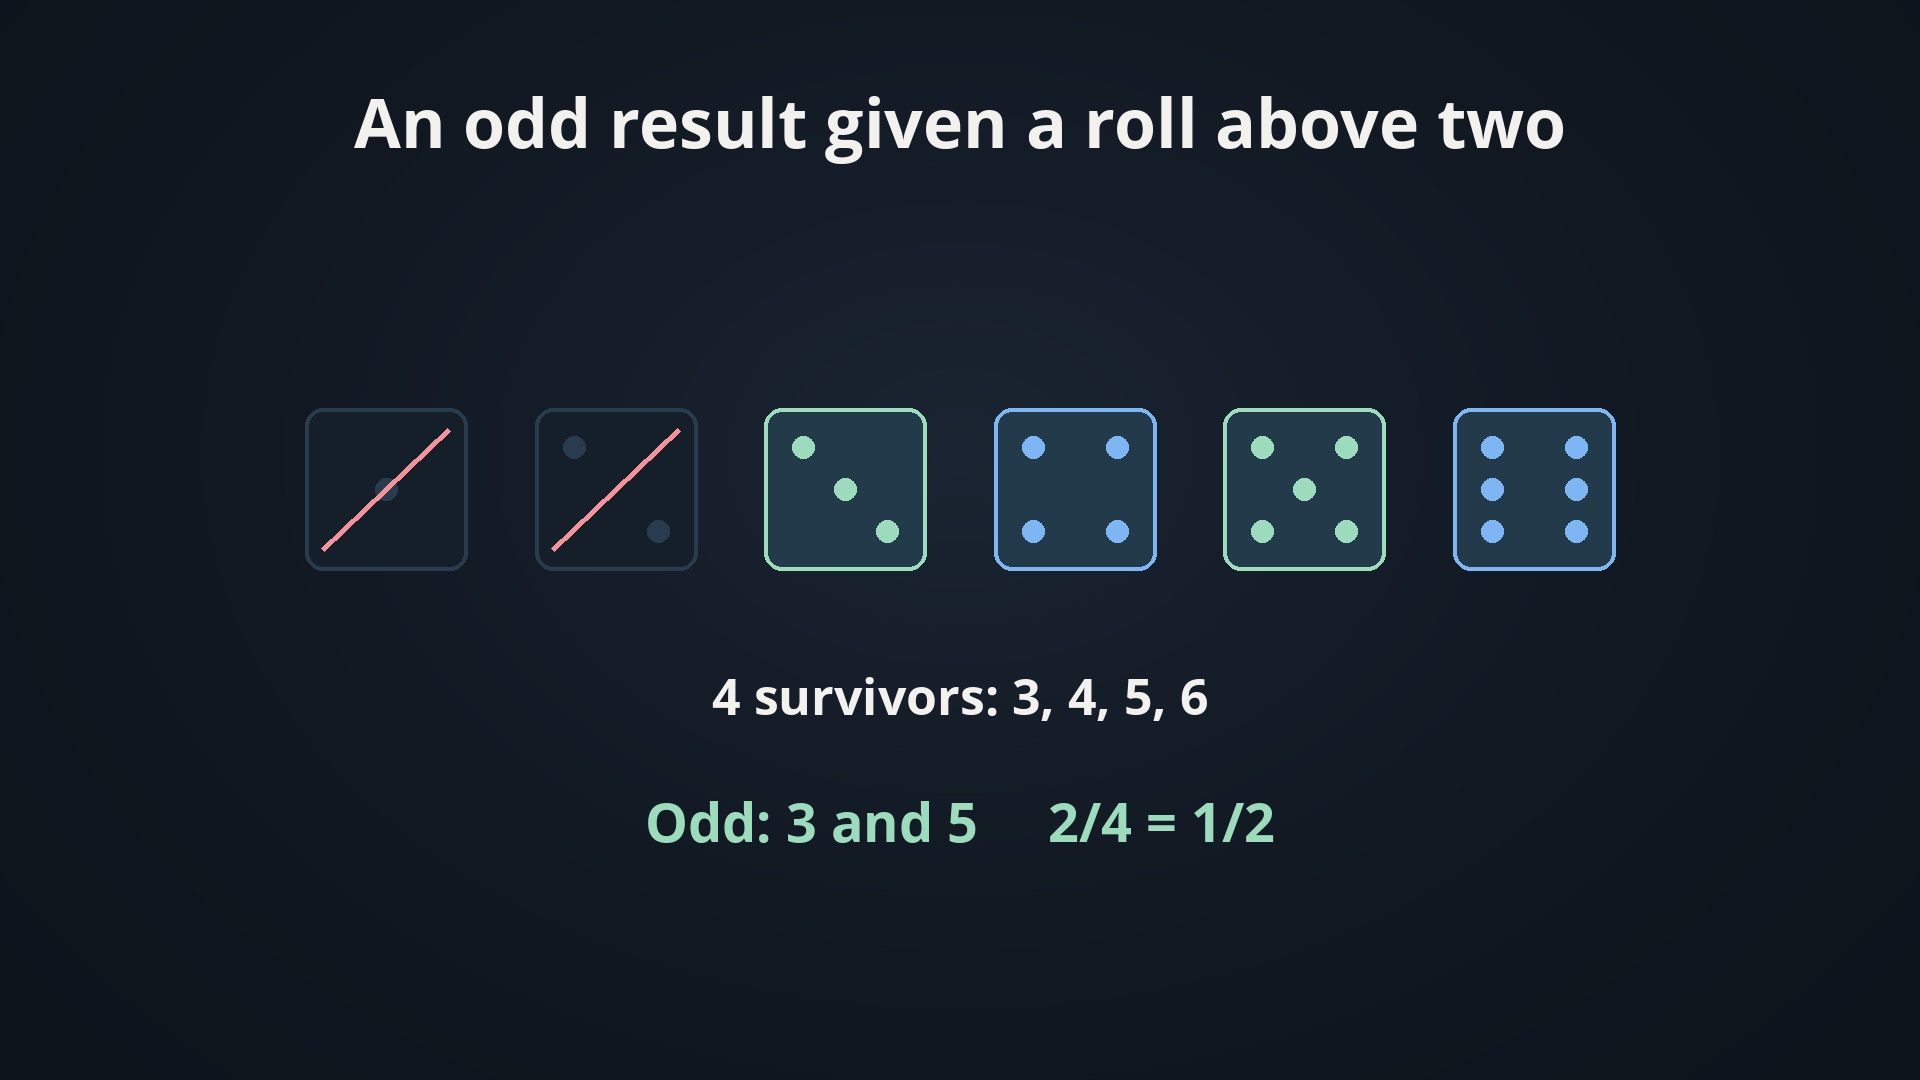 An odd result given a roll above two
4 survivors: 3, 4, 5, 6
Odd: 3 and 5 2/4 = 1/2